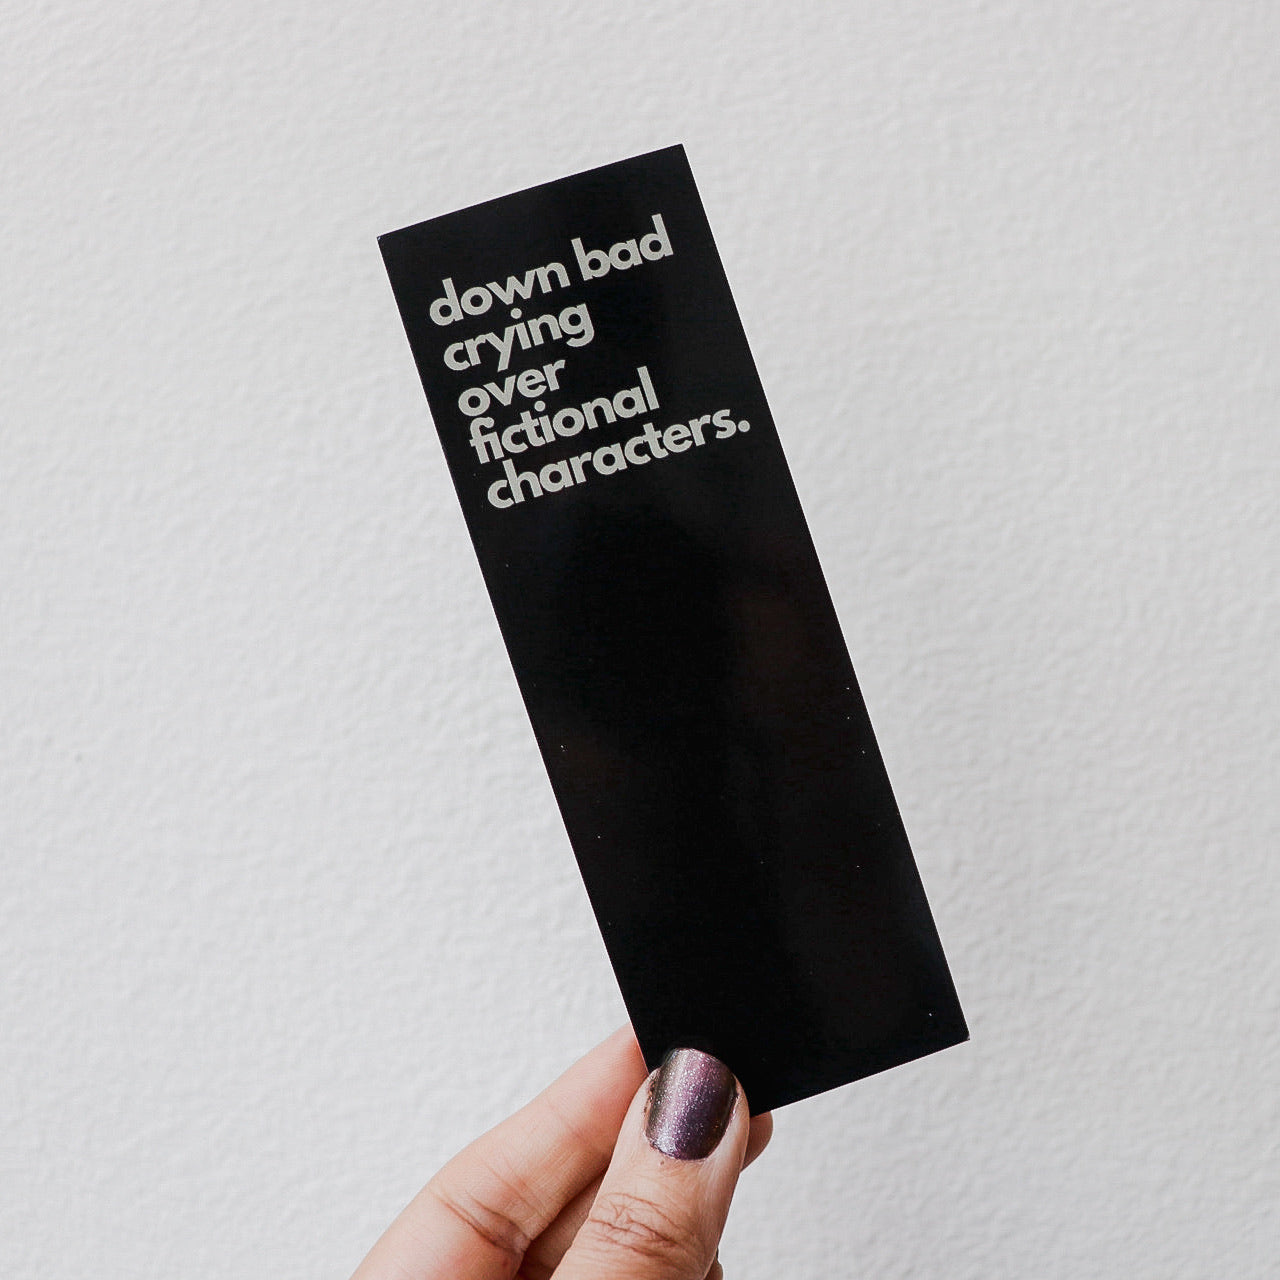 down bad
crying
over
fictional
characters.